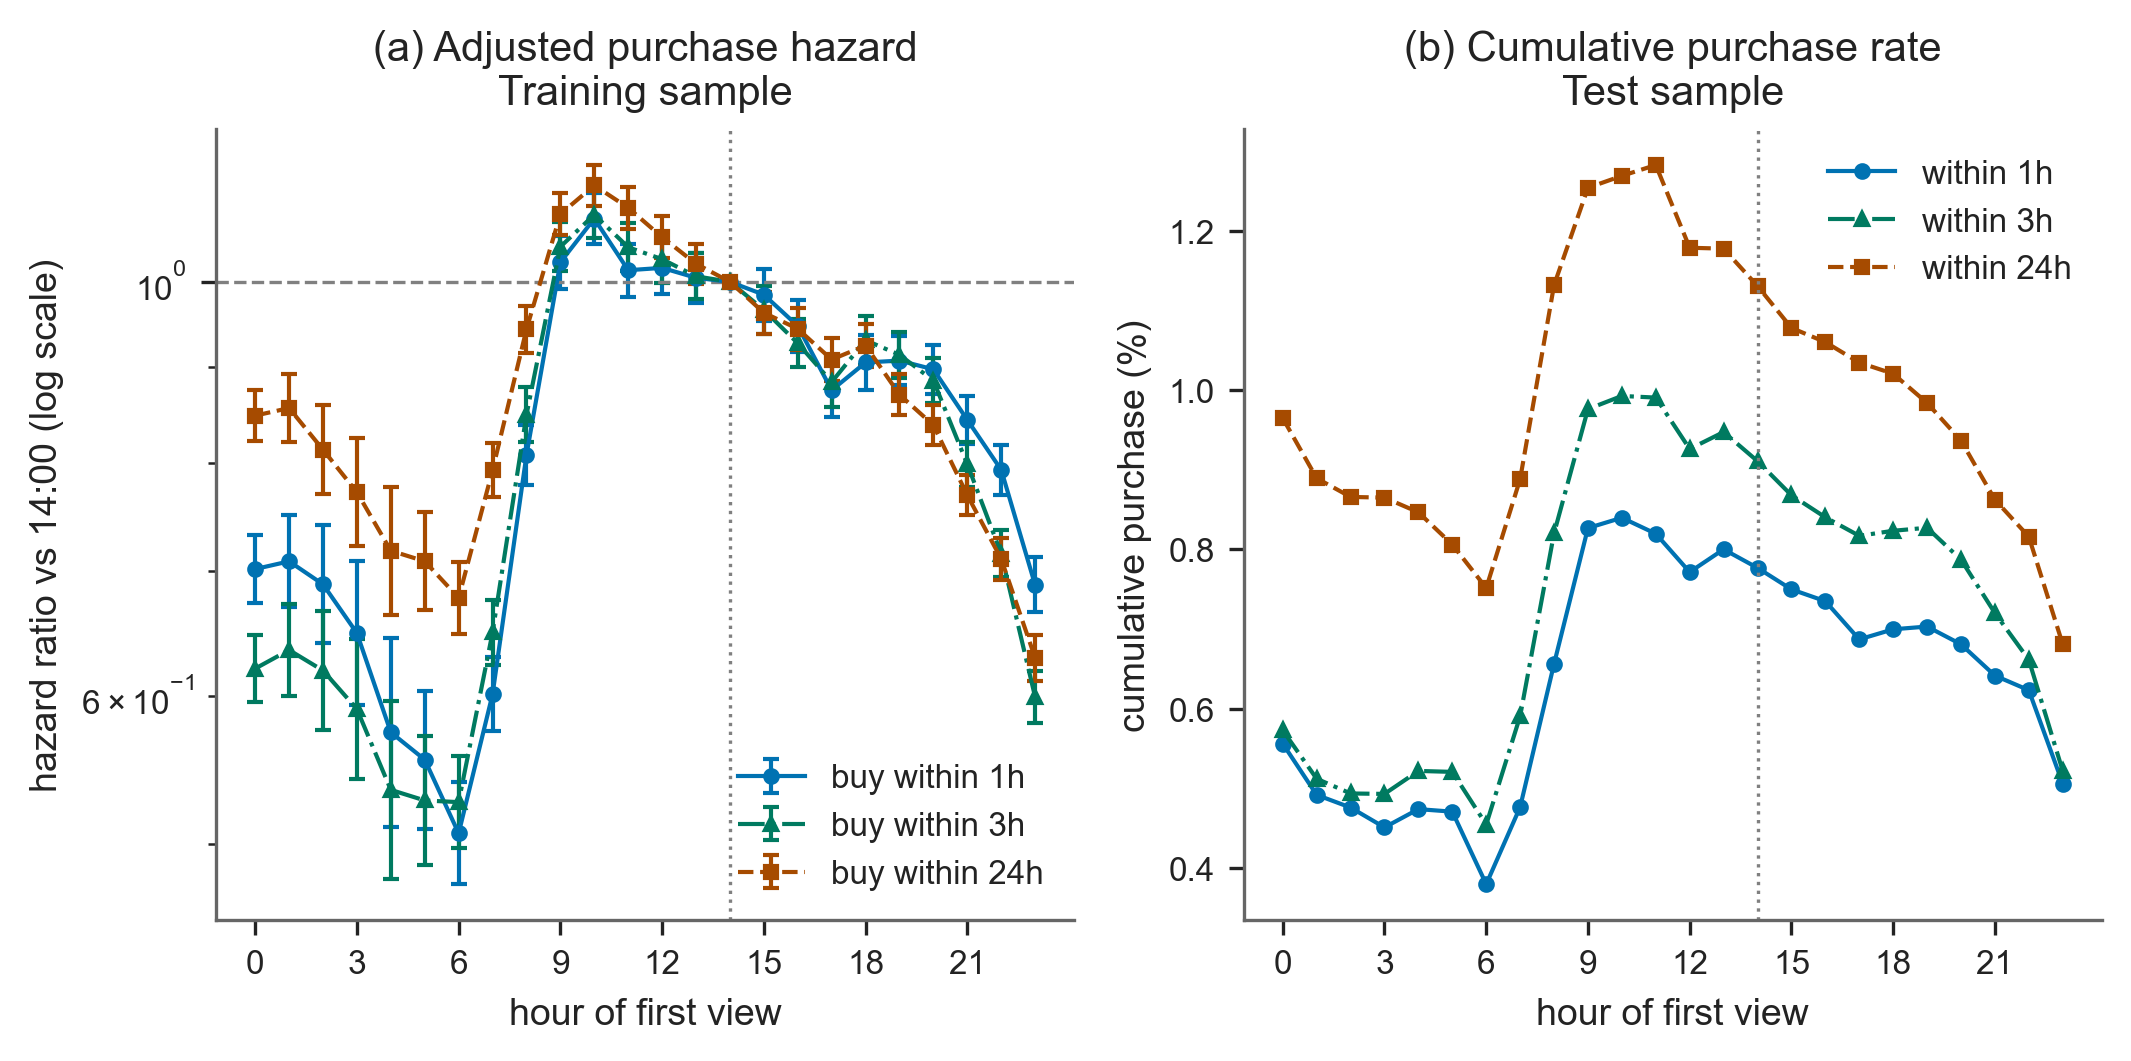 (a) Adjusted purchase hazard
Training sample
hazard ratio vs 14:00 (log scale)
10⁰
6 × 10⁻¹
buy within 1h
buy within 3h
buy within 24h
0 3 6 9 12 15 18 21
hour of first view
(b) Cumulative purchase rate
Test sample
cumulative purchase (%)
1.2
1.0
0.8
0.6
0.4
within 1h
within 3h
within 24h
0 3 6 9 12 15 18 21
hour of first view